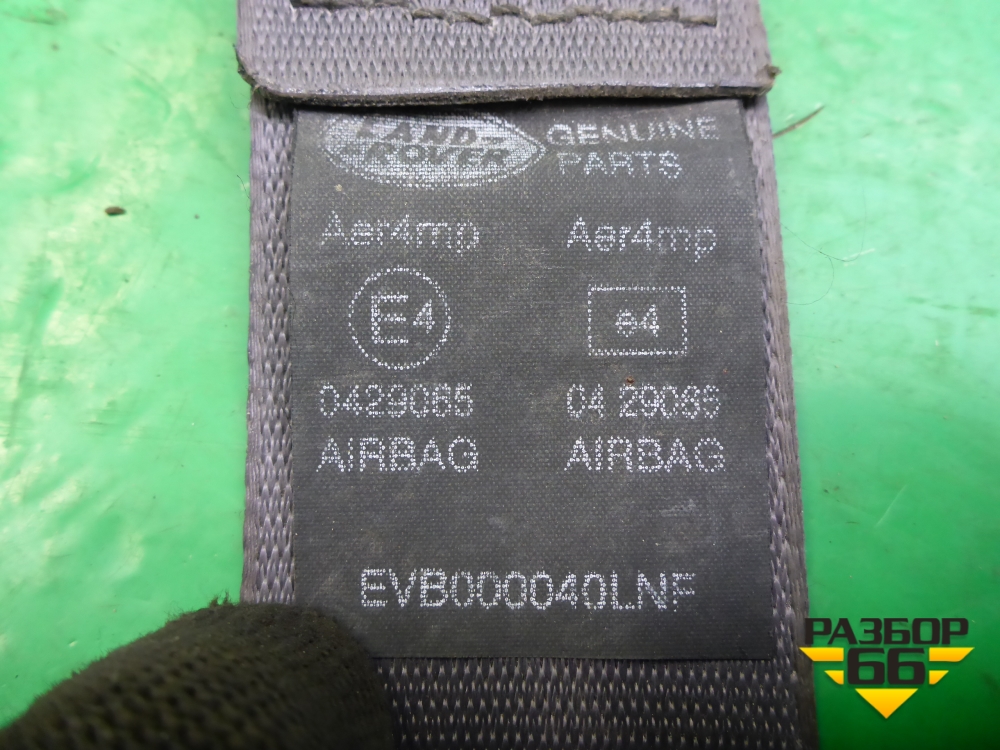 LAND-
ROVER
GENUINE
PARTS
Aer4mp Aer4mp
E4 e4
0429065 04 29065
AIRBAG AIRBAG
EVB000040LNF
РАЗБОР
66